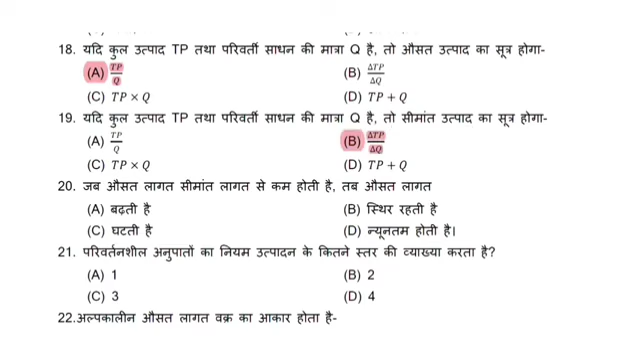 18. यदि कुल उत्पाद TP तथा परिवर्ती साधन की मात्रा Q है, तो औसत उत्पाद का सूत्र होगा-
(A) TP/Q (B) ΔTP/ΔQ
(C) TP × Q (D) TP + Q
19. यदि कुल उत्पाद TP तथा परिवर्ती साधन की मात्रा Q है, तो सीमांत उत्पाद का सूत्र होगा-
(A) TP/Q (B) ΔTP/ΔQ
(C) TP × Q (D) TP + Q
20. जब औसत लागत सीमांत लागत से कम होती है, तब औसत लागत
(A) बढ़ती है (B) स्थिर रहती है
(C) घटती है (D) न्यूनतम होती है।
21. परिवर्तनशील अनुपातों का नियम उत्पादन के कितने स्तर की व्याख्या करता है?
(A) 1 (B) 2
(C) 3 (D) 4
22.अल्पकालीन औसत लागत वक्र का आकार होता है-